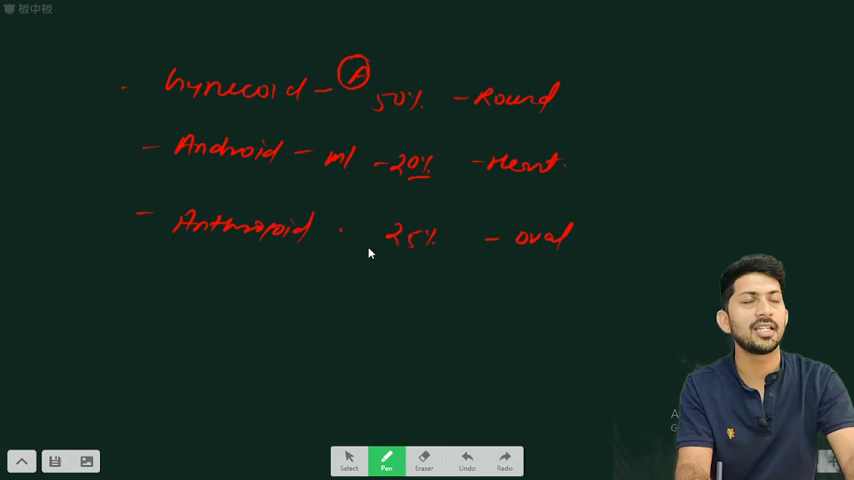 板中板
Gynecoid - F 50% - Round
- Android - m/ - 20% - Heart.
- Anthropoid . 25% - oval
Select Pen Eraser Undo Redo